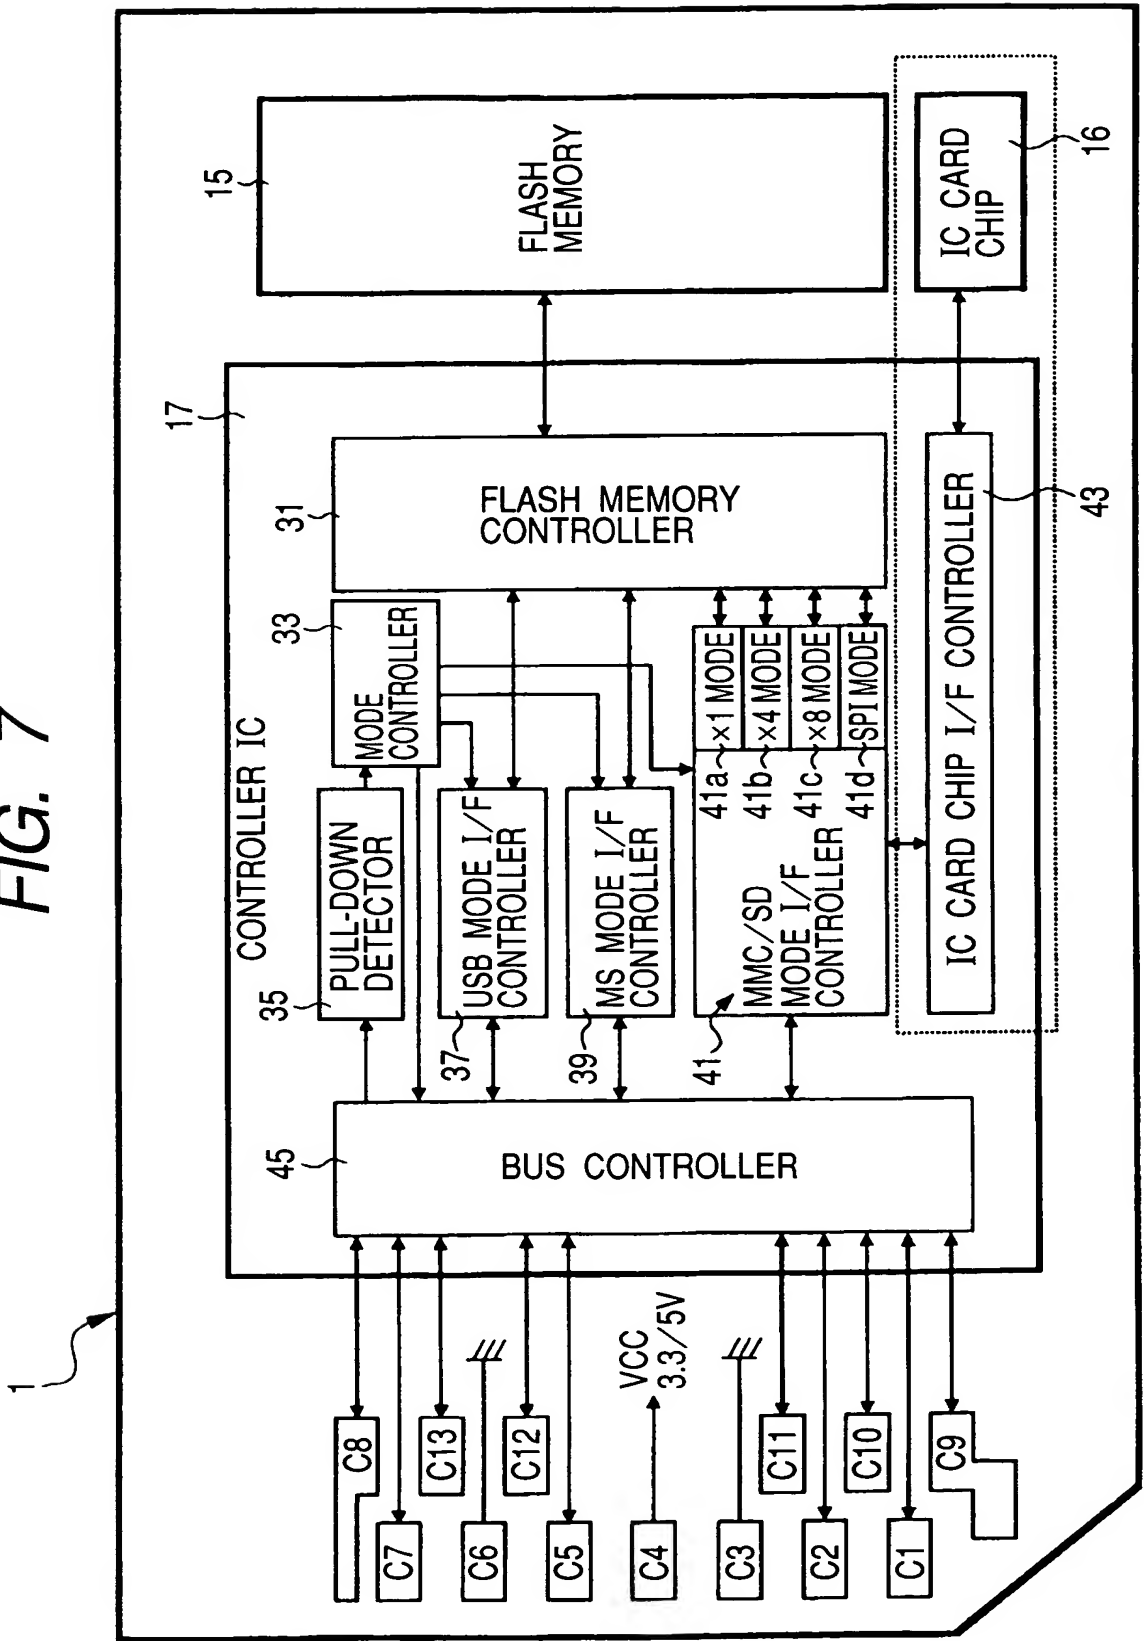 FIG. 7
1
CONTROLLER IC
17
15
FLASH
MEMORY
16
IC CARD
CHIP
31
FLASH MEMORY
CONTROLLER
33
MODE
CONTROLLER
35
PULL-DOWN
DETECTOR
37
USB MODE I/F
CONTROLLER
39
MS MODE I/F
CONTROLLER
41
MMC/SD
MODE I/F
CONTROLLER
41a
×1 MODE
41b
×4 MODE
41c
×8 MODE
41d
SPI MODE
IC CARD CHIP I/F CONTROLLER
43
45
BUS CONTROLLER
C8
C7
C13
C6
C12
C5
C4
VCC
3.3/5V
C3
C11
C2
C10
C1
C9